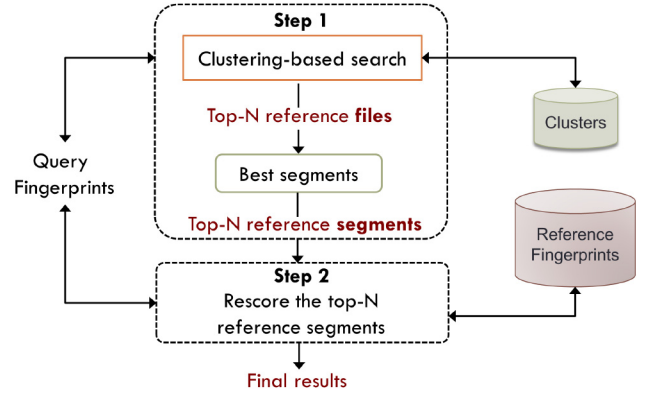 Step 1
Clustering-based search
Top-N reference files
Clusters
Query
Fingerprints
Best segments
Top-N reference segments
Reference
Fingerprints
Step 2
Rescore the top-N
reference segments
Final results